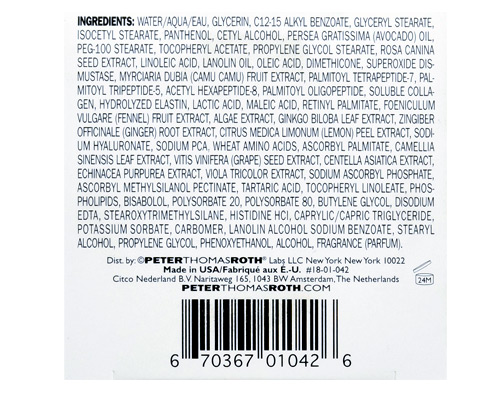 INGREDIENTS: WATER/AQUA/EAU, GLYCERIN, C12-15 ALKYL BENZOATE, GLYCERYL STEARATE,
ISOCETYL STEARATE, PANTHENOL, CETYL ALCOHOL, PERSEA GRATISSIMA (AVOCADO) OIL,
PEG-100 STEARATE, TOCOPHERYL ACETATE, PROPYLENE GLYCOL STEARATE, ROSA CANINA
SEED EXTRACT, LINOLEIC ACID, LANOLIN OIL, OLEIC ACID, DIMETHICONE, SUPEROXIDE DIS-
MUSTASE, MYRCIARIA DUBIA (CAMU CAMU) FRUIT EXTRACT, PALMITOYL TETRAPEPTIDE-7, PAL-
MITOYL TRIPEPTIDE-5, ACETYL HEXAPEPTIDE-8, PALMITOYL OLIGOPEPTIDE, SOLUBLE COLLA-
GEN, HYDROLYZED ELASTIN, LACTIC ACID, MALEIC ACID, RETINYL PALMITATE, FOENICULUM
VULGARE (FENNEL) FRUIT EXTRACT, ALGAE EXTRACT, GINKGO BILOBA LEAF EXTRACT, ZINGIBER
OFFICINALE (GINGER) ROOT EXTRACT, CITRUS MEDICA LIMONUM (LEMON) PEEL EXTRACT, SODI-
UM HYALURONATE, SODIUM PCA, WHEAT AMINO ACIDS, ASCORBYL PALMITATE, CAMELLIA
SINENSIS LEAF EXTRACT, VITIS VINIFERA (GRAPE) SEED EXTRACT, CENTELLA ASIATICA EXTRACT,
ECHINACEA PURPUREA EXTRACT, VIOLA TRICOLOR EXTRACT, SODIUM ASCORBYL PHOSPHATE,
ASCORBYL METHYLSILANOL PECTINATE, TARTARIC ACID, TOCOPHERYL LINOLEATE, PHOS-
PHOLIPIDS, BISABOLOL, POLYSORBATE 20, POLYSORBATE 80, BUTYLENE GLYCOL, DISODIUM
EDTA, STEAROXYTRIMETHYLSILANE, HISTIDINE HCI, CAPRYLIC/CAPRIC TRIGLYCERIDE,
POTASSIUM SORBATE, CARBOMER, LANOLIN ALCOHOL SODIUM BENZOATE, STEARYL
ALCOHOL, PROPYLENE GLYCOL, PHENOXYETHANOL, ALCOHOL, FRAGRANCE (PARFUM).
Dist. by: ©PETERTHOMASROTH® Labs LLC New York New York 10022
Made in USA/Fabriqué aux É.-U. #18-01-042
Citco Nederland B.V. Naritaweg 165, 1043 BW Amsterdam, The Netherlands
PETERTHOMASROTH.COM
24M
6 70367 01042 6